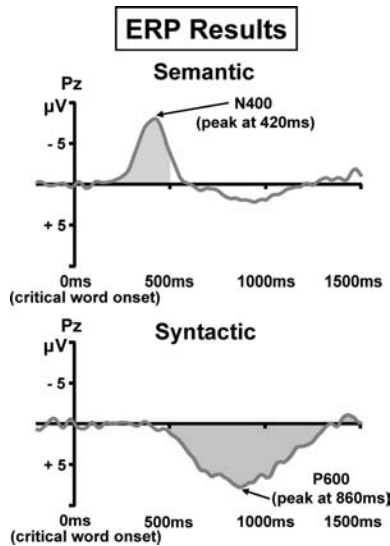 ERP Results
Semantic
Pz
µV
N400
(peak at 420ms)
- 5
+ 5
0ms 500ms 1000ms 1500ms
(critical word onset)
Syntactic
Pz
µV
- 5
+ 5
P600
(peak at 860ms)
0ms 500ms 1000ms 1500ms
(critical word onset)